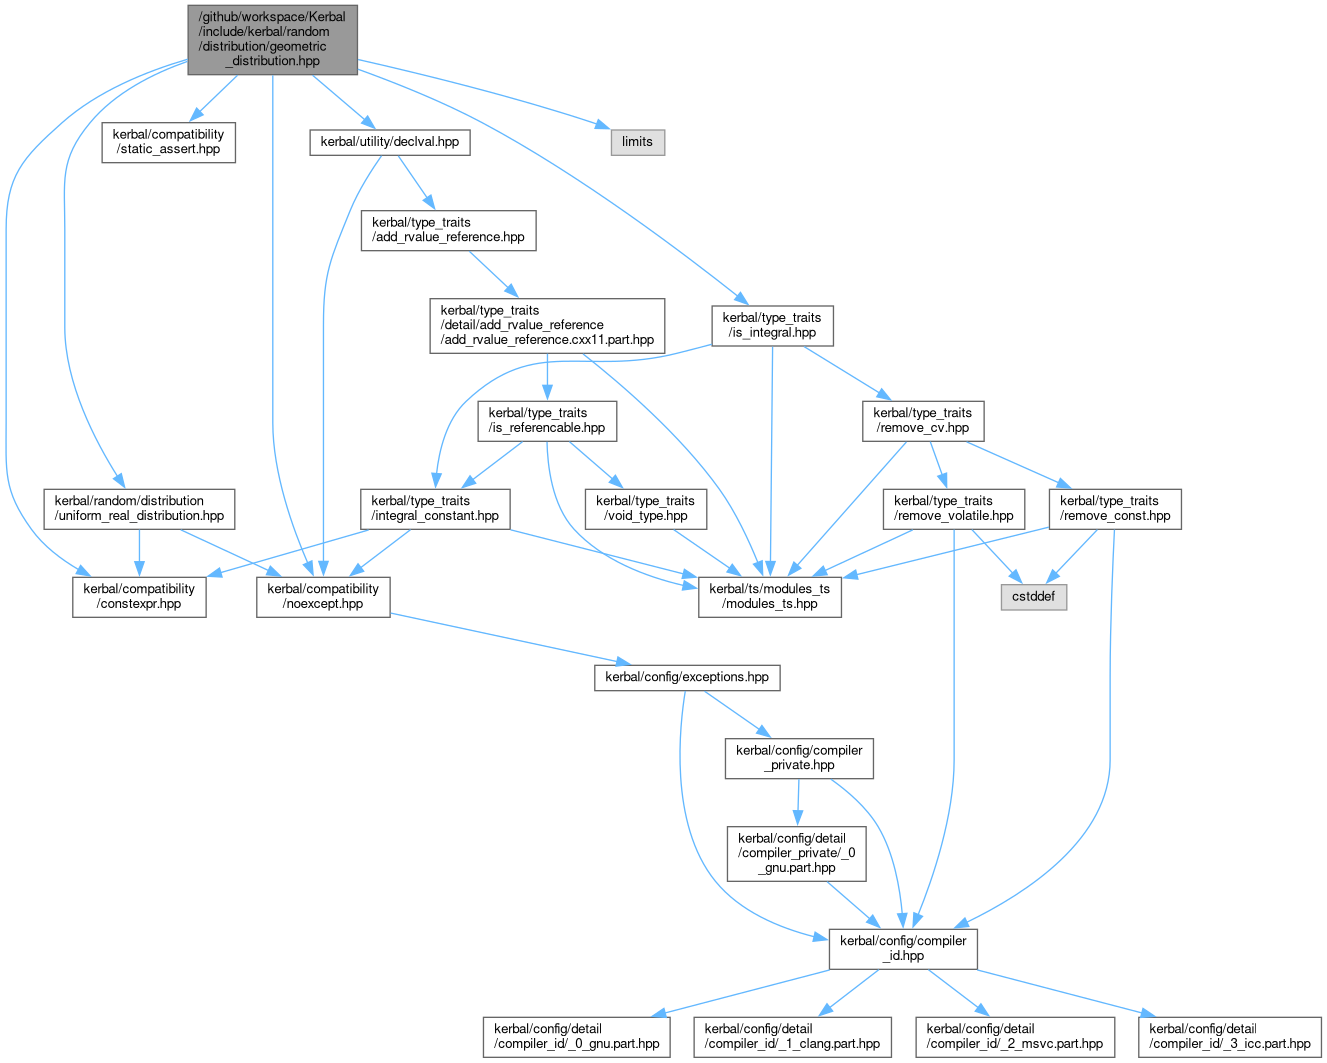 /github/workspace/Kerbal
/include/kerbal/random
/distribution/geometric
_distribution.hpp
kerbal/compatibility
/static_assert.hpp
kerbal/utility/declval.hpp
limits
kerbal/type_traits
/add_rvalue_reference.hpp
kerbal/type_traits
/detail/add_rvalue_reference
/add_rvalue_reference.cxx11.part.hpp
kerbal/type_traits
/is_integral.hpp
kerbal/type_traits
/is_referencable.hpp
kerbal/type_traits
/remove_cv.hpp
kerbal/random/distribution
/uniform_real_distribution.hpp
kerbal/type_traits
/integral_constant.hpp
kerbal/type_traits
/void_type.hpp
kerbal/type_traits
/remove_volatile.hpp
kerbal/type_traits
/remove_const.hpp
kerbal/compatibility
/constexpr.hpp
kerbal/compatibility
/noexcept.hpp
kerbal/ts/modules_ts
/modules_ts.hpp
cstddef
kerbal/config/exceptions.hpp
kerbal/config/compiler
_private.hpp
kerbal/config/detail
/compiler_private/_0
_gnu.part.hpp
kerbal/config/compiler
_id.hpp
kerbal/config/detail
/compiler_id/_0_gnu.part.hpp
kerbal/config/detail
/compiler_id/_1_clang.part.hpp
kerbal/config/detail
/compiler_id/_2_msvc.part.hpp
kerbal/config/detail
/compiler_id/_3_icc.part.hpp